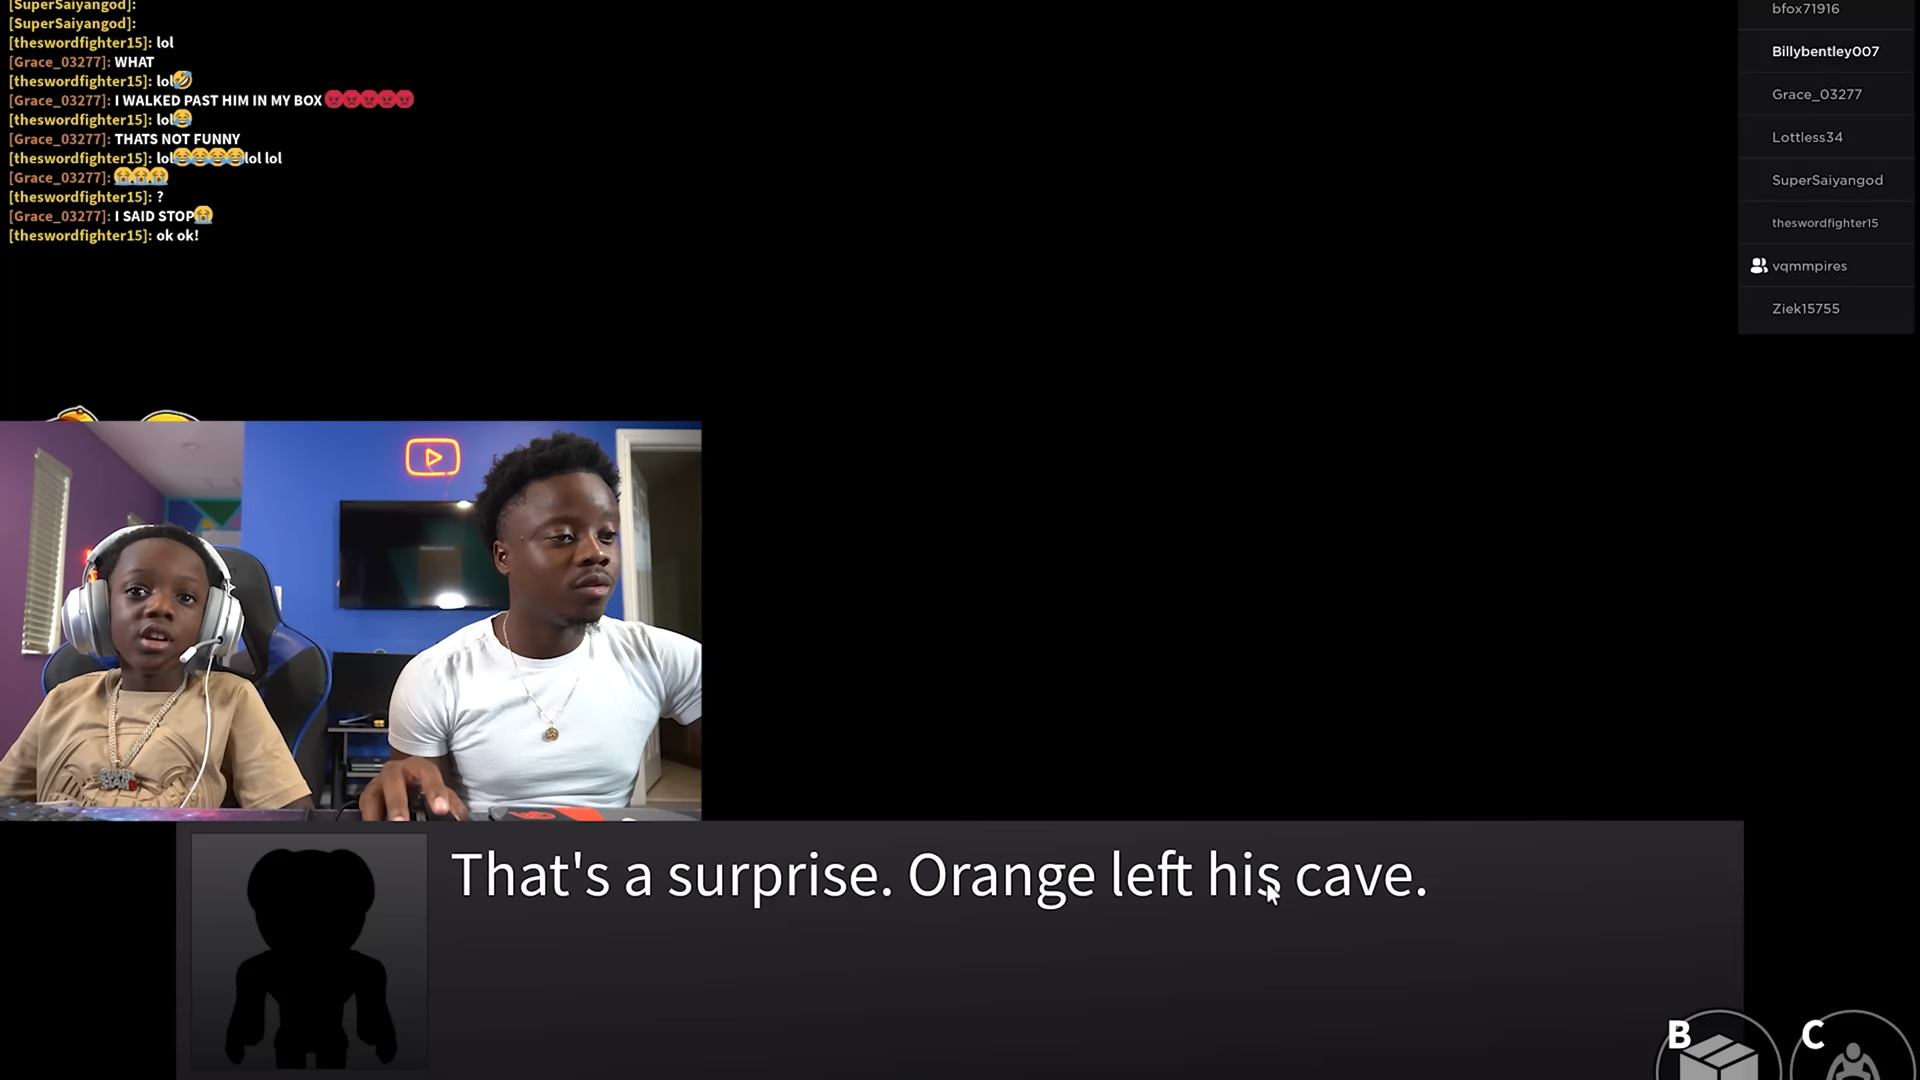 [SuperSaiyangod]:
[SuperSaiyangod]:
[theswordfighter15]: lol
[Grace_03277]: WHAT
[theswordfighter15]: lol🤣
[Grace_03277]: I WALKED PAST HIM IN MY BOX 😡😡😡😡😡
[theswordfighter15]: lol😂
[Grace_03277]: THATS NOT FUNNY
[theswordfighter15]: lol😂😂😂😂lol lol
[Grace_03277]: 😭😭😭
[theswordfighter15]: ?
[Grace_03277]: I SAID STOP😭
[theswordfighter15]: ok ok!
bfox71916
Billybentley007
Grace_03277
Lottless34
SuperSaiyangod
theswordfighter15
vqmmpires
Ziek15755
That's a surprise. Orange left his cave.
B
C